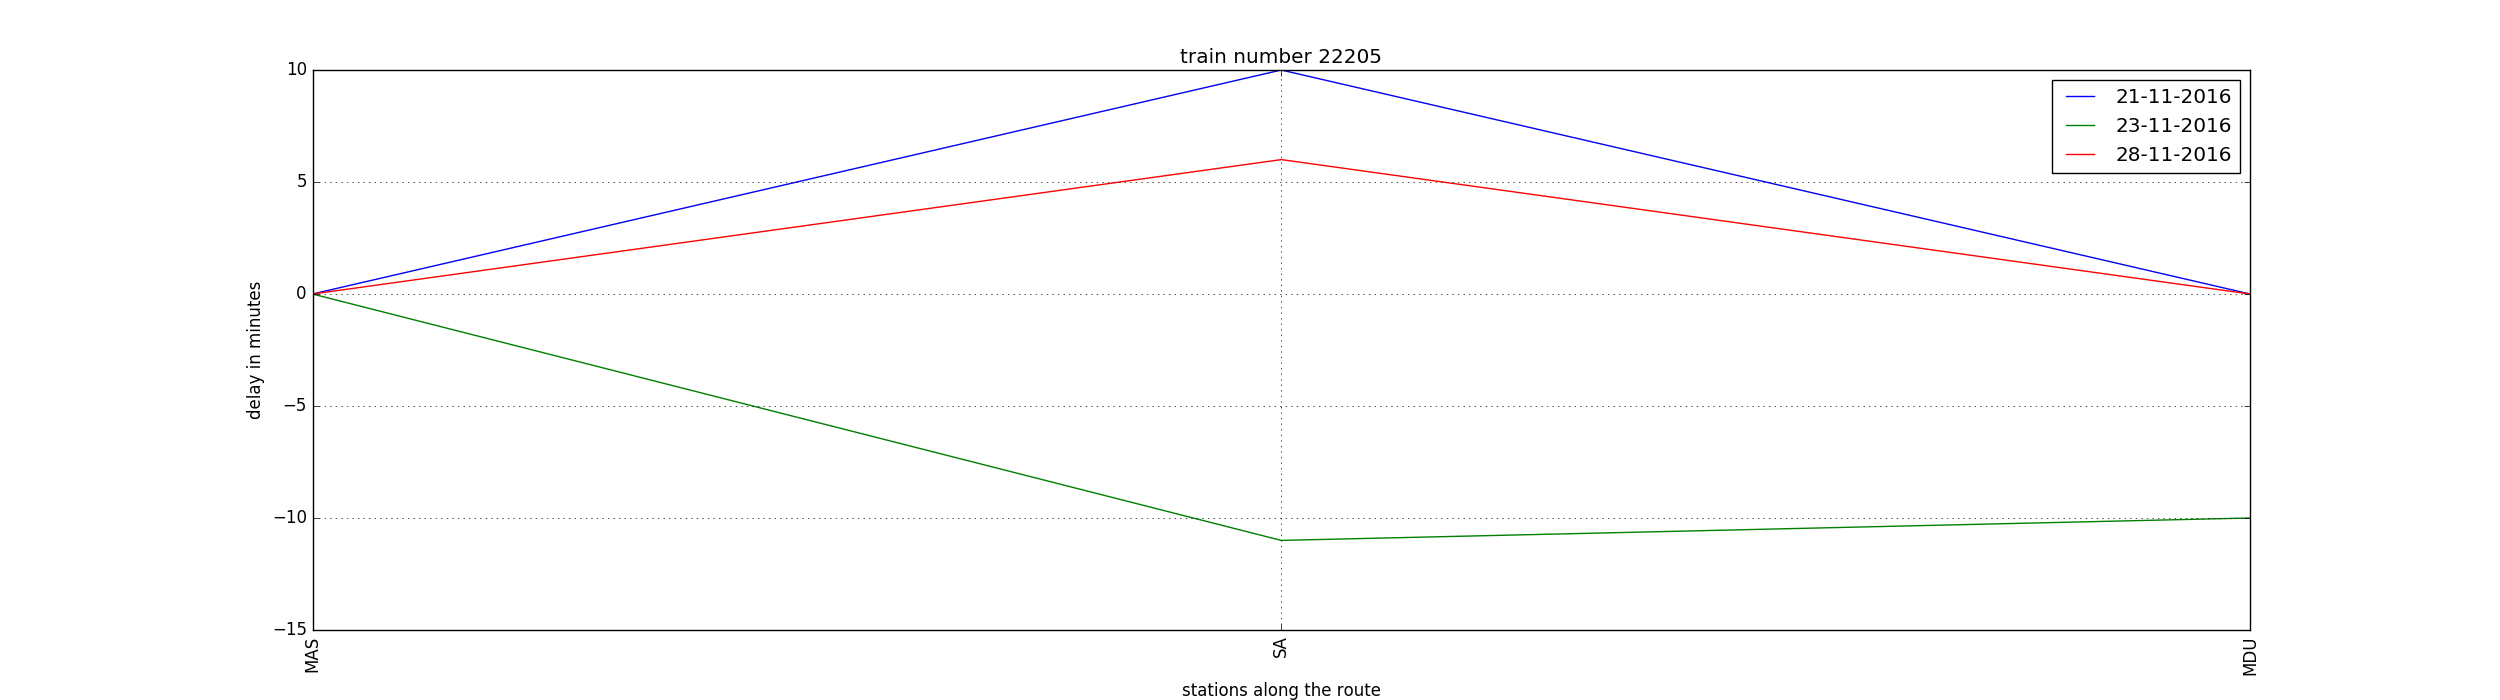 train number 22205
10
5
0
−5
−10
−15
delay in minutes
21-11-2016
23-11-2016
28-11-2016
MAS
SA
MDU
stations along the route